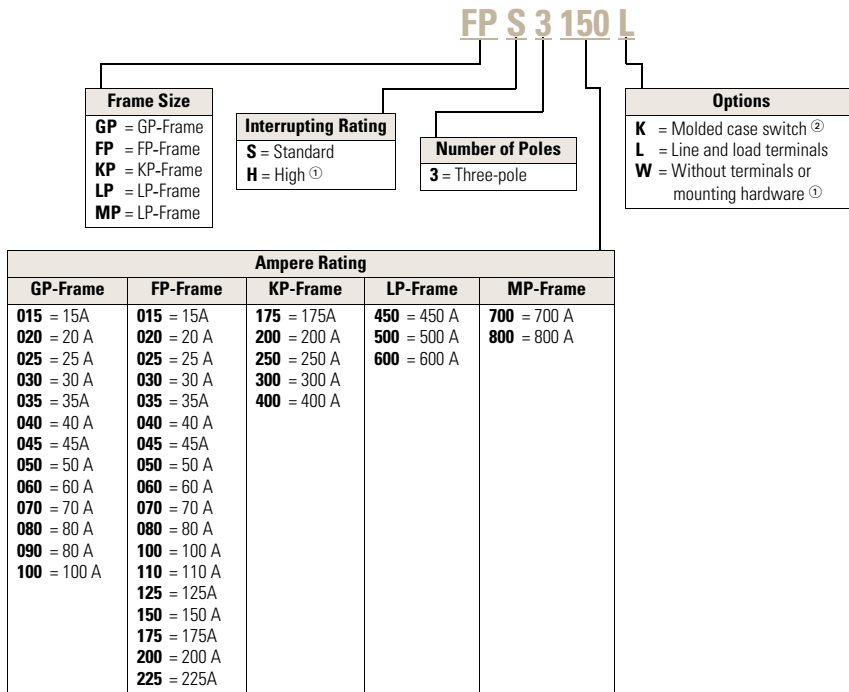 FP S 3 150 L
Frame Size
GP = GP-Frame
FP = FP-Frame
KP = KP-Frame
LP = LP-Frame
MP = LP-Frame
Interrupting Rating
S = Standard
H = High ①
Number of Poles
3 = Three-pole
Options
K = Molded case switch ②
L = Line and load terminals
W = Without terminals or
mounting hardware ①
Ampere Rating
GP-Frame
015 = 15A
020 = 20 A
025 = 25 A
030 = 30 A
035 = 35A
040 = 40 A
045 = 45A
050 = 50 A
060 = 60 A
070 = 70 A
080 = 80 A
090 = 80 A
100 = 100 A
FP-Frame
015 = 15A
020 = 20 A
025 = 25 A
030 = 30 A
035 = 35A
040 = 40 A
045 = 45A
050 = 50 A
060 = 60 A
070 = 70 A
080 = 80 A
100 = 100 A
110 = 110 A
125 = 125A
150 = 150 A
175 = 175A
200 = 200 A
225 = 225A
KP-Frame
175 = 175A
200 = 200 A
250 = 250 A
300 = 300 A
400 = 400 A
LP-Frame
450 = 450 A
500 = 500 A
600 = 600 A
MP-Frame
700 = 700 A
800 = 800 A